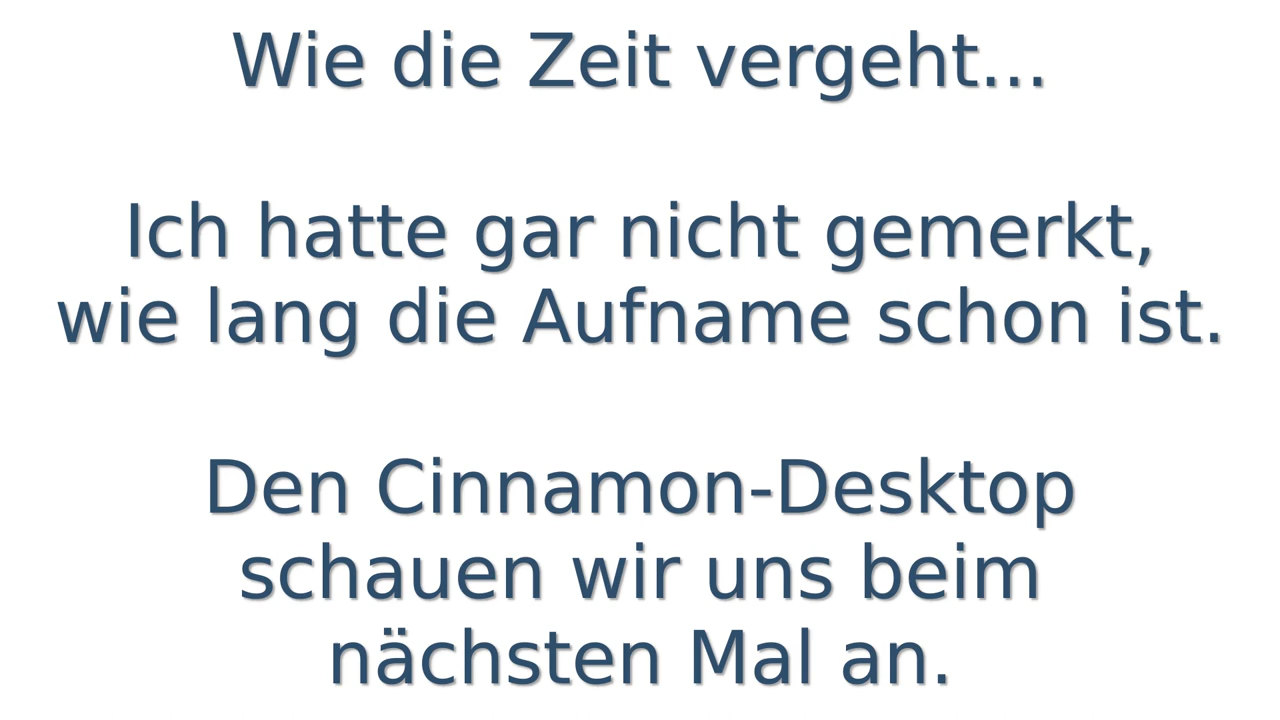 Wie die Zeit vergeht...
Ich hatte gar nicht gemerkt,
wie lang die Aufname schon ist.
Den Cinnamon-Desktop
schauen wir uns beim
nächsten Mal an.